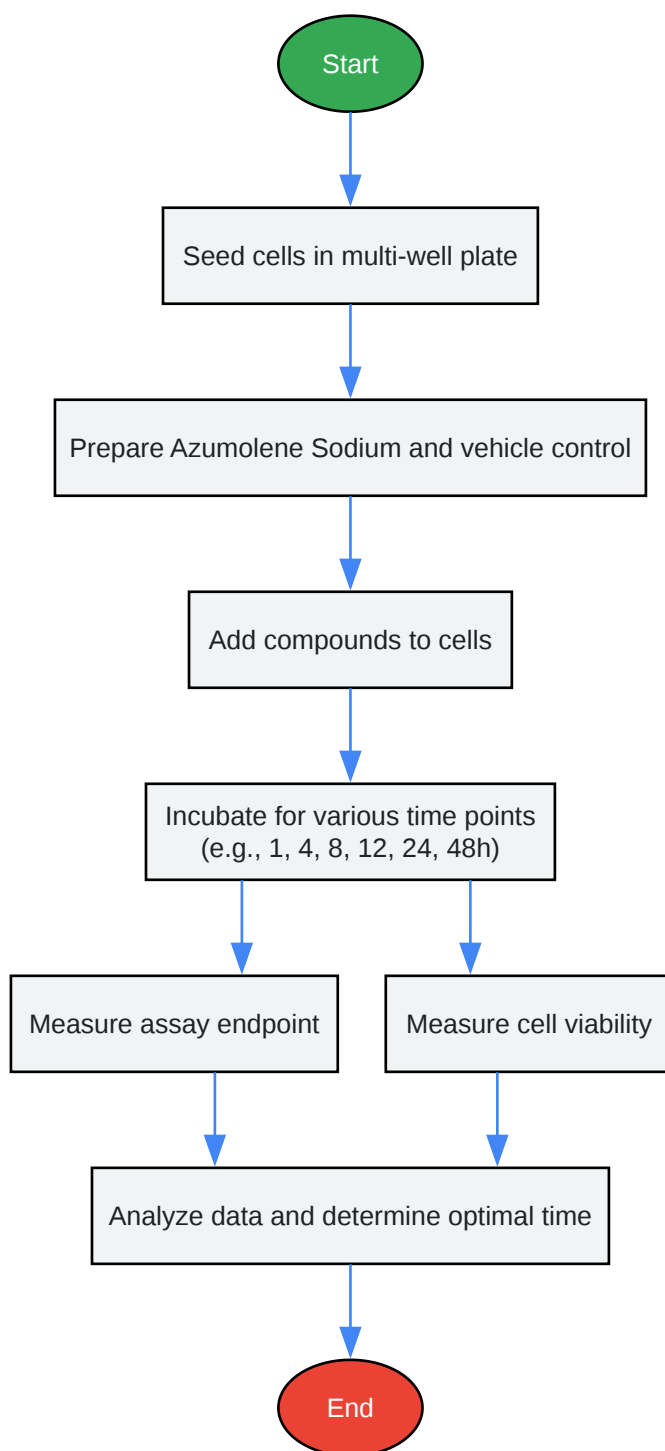 Start
Seed cells in multi-well plate
Prepare Azumolene Sodium and vehicle control
Add compounds to cells
Incubate for various time points
(e.g., 1, 4, 8, 12, 24, 48h)
Measure assay endpoint
Measure cell viability
Analyze data and determine optimal time
End